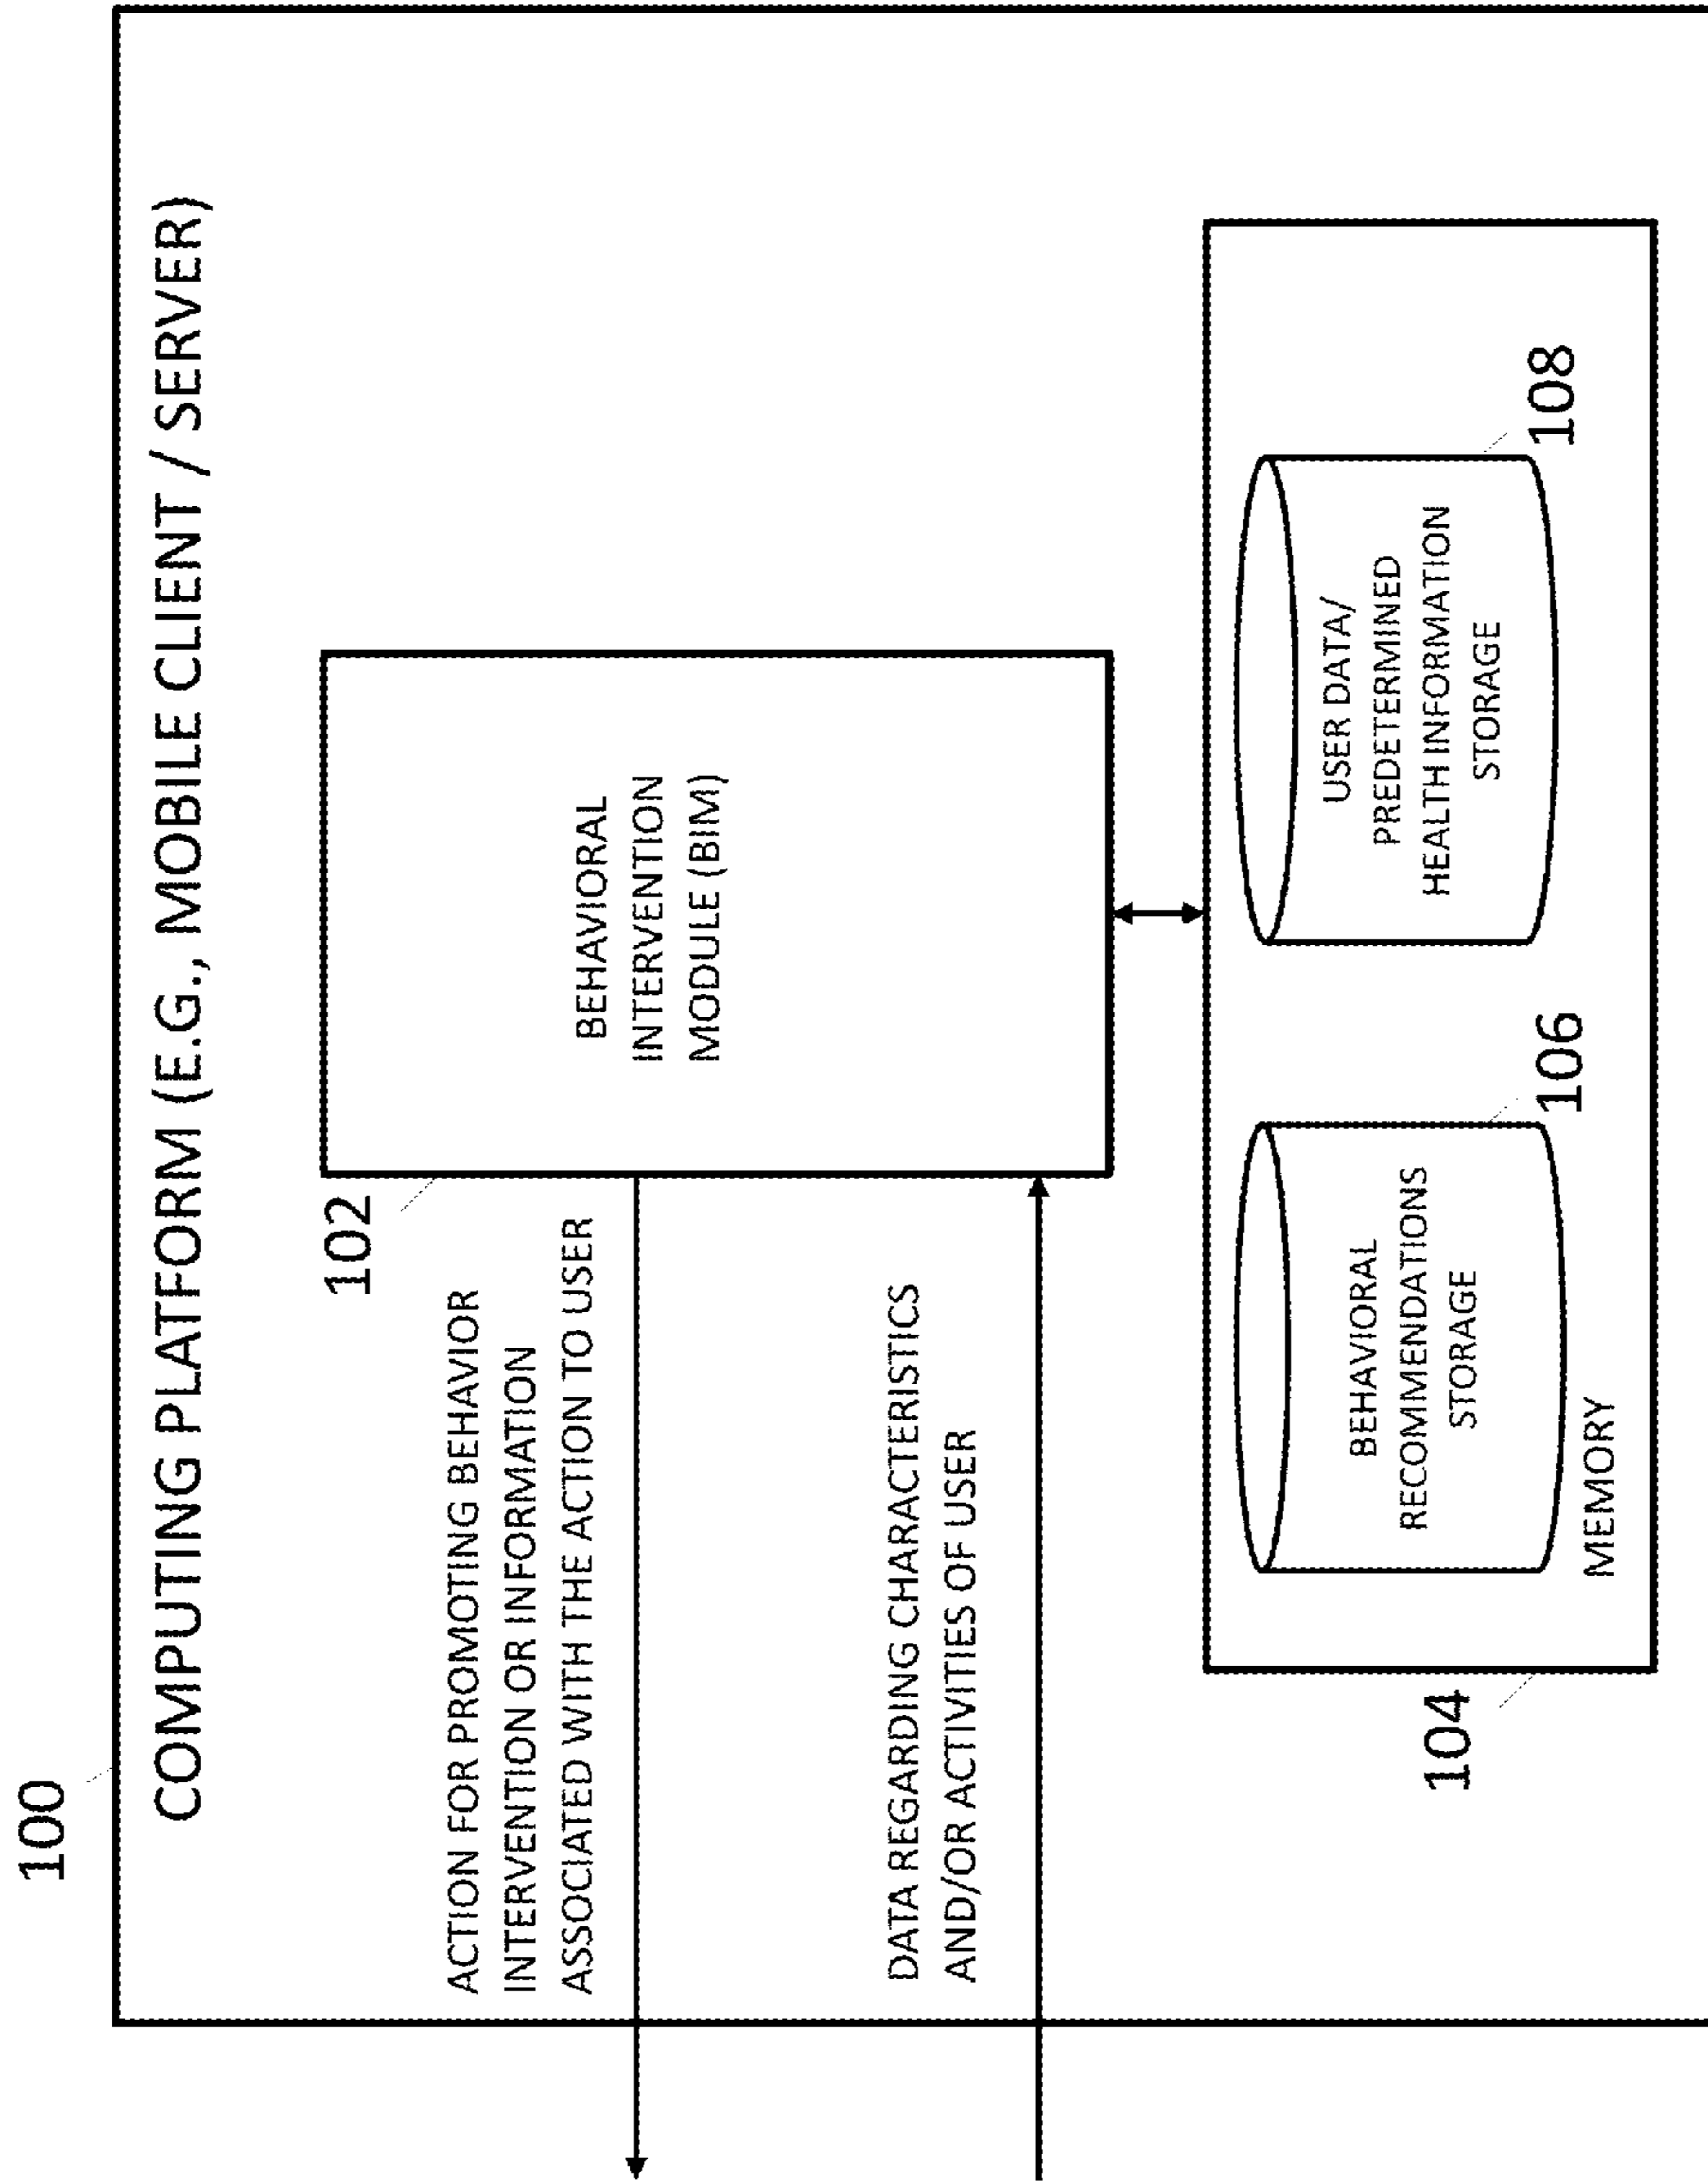 100
COMPUTING PLATFORM (E.G., MOBILE CLIENT / SERVER)
102
ACTION FOR PROMOTING BEHAVIOR
INTERVENTION OR INFORMATION
ASSOCIATED WITH THE ACTION TO USER
BEHAVIORAL
INTERVENTION
MODULE (BIM)
DATA REGARDING CHARACTERISTICS
AND/OR ACTIVITIES OF USER
104
BEHAVIORAL
RECOMMENDATIONS
STORAGE
106
MEMORY
USER DATA/
PREDETERMINED
HEALTH INFORMATION
STORAGE
108